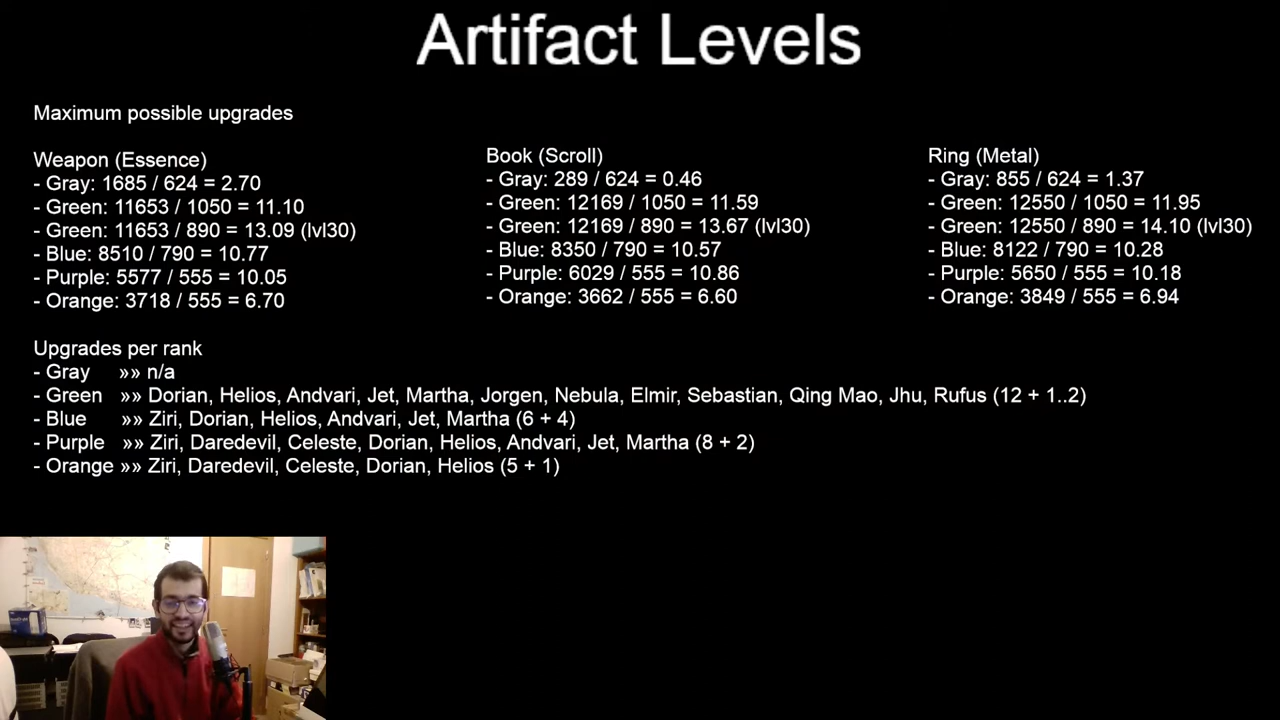 Artifact Levels
Maximum possible upgrades
Weapon (Essence)
- Gray: 1685 / 624 = 2.70
- Green: 11653 / 1050 = 11.10
- Green: 11653 / 890 = 13.09 (lvl30)
- Blue: 8510 / 790 = 10.77
- Purple: 5577 / 555 = 10.05
- Orange: 3718 / 555 = 6.70
Book (Scroll)
- Gray: 289 / 624 = 0.46
- Green: 12169 / 1050 = 11.59
- Green: 12169 / 890 = 13.67 (lvl30)
- Blue: 8350 / 790 = 10.57
- Purple: 6029 / 555 = 10.86
- Orange: 3662 / 555 = 6.60
Ring (Metal)
- Gray: 855 / 624 = 1.37
- Green: 12550 / 1050 = 11.95
- Green: 12550 / 890 = 14.10 (lvl30)
- Blue: 8122 / 790 = 10.28
- Purple: 5650 / 555 = 10.18
- Orange: 3849 / 555 = 6.94
Upgrades per rank
- Gray »» n/a
- Green »» Dorian, Helios, Andvari, Jet, Martha, Jorgen, Nebula, Elmir, Sebastian, Qing Mao, Jhu, Rufus (12 + 1..2)
- Blue »» Ziri, Dorian, Helios, Andvari, Jet, Martha (6 + 4)
- Purple »» Ziri, Daredevil, Celeste, Dorian, Helios, Andvari, Jet, Martha (8 + 2)
- Orange »» Ziri, Daredevil, Celeste, Dorian, Helios (5 + 1)